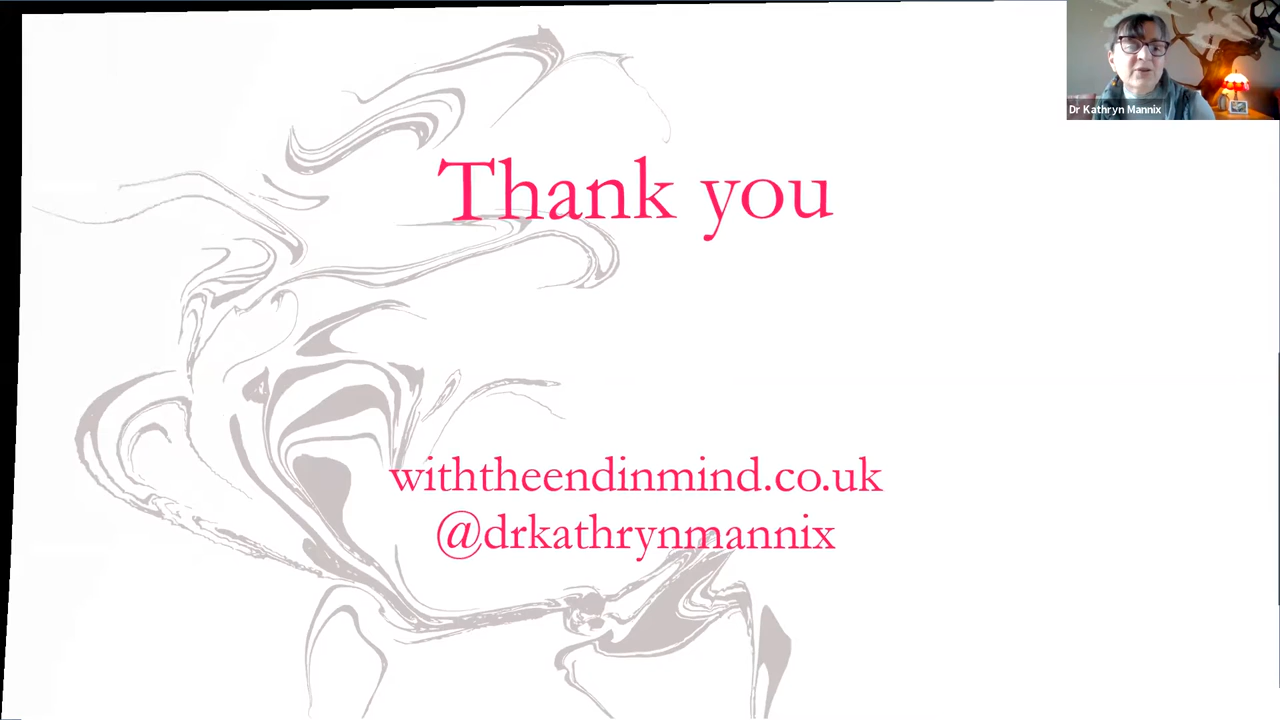 Dr Kathryn Mannix
Thank you
withtheendinmind.co.uk
@drkathrynmannix